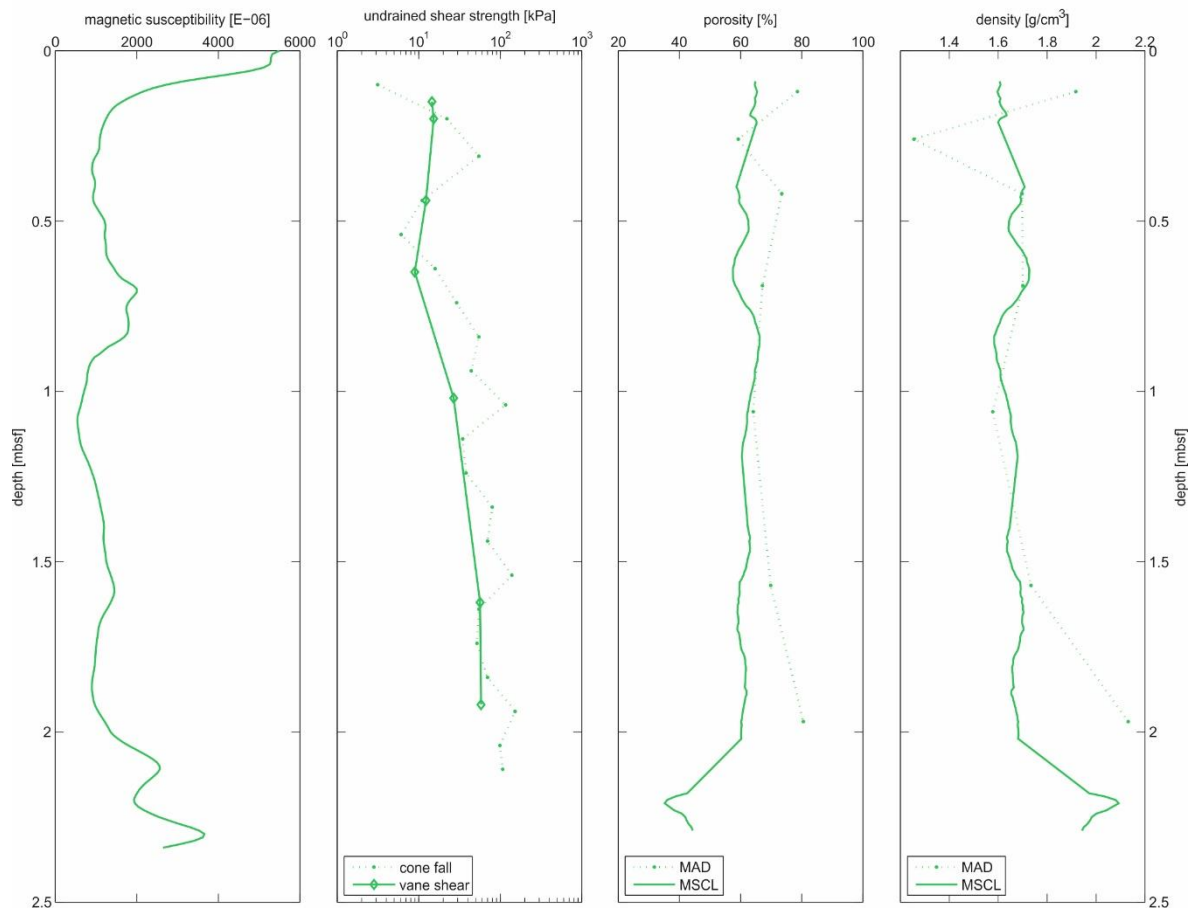 magnetic susceptibility [E−06]
0 2000 4000 6000
0
0.5
1
1.5
2
2.5
depth [mbsf]
undrained shear strength [kPa]
10^0 10^1 10^2 10^3
cone fall
vane shear
porosity [%]
20 40 60 80 100
MAD
MSCL
density [g/cm^3]
1.4 1.6 1.8 2 2.2
0
0.5
1
1.5
2
2.5
depth [mbsf]
MAD
MSCL